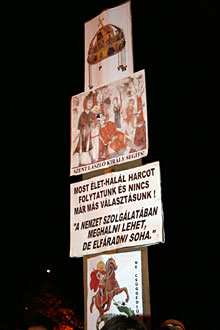 SZENT LÁSZLÓ KIRÁLY SEGÍTS!
MOST ÉLET-HALÁL HARCOT
FOLYTATUNK ÉS NINCS
MÁR MÁS VÁLASZTÁSUNK !
"A NEMZET SZOLGÁLATÁBAN
MEGHALNI LEHET,
DE ELFÁRADNI SOHA."
NE
CSÜGGEDJ